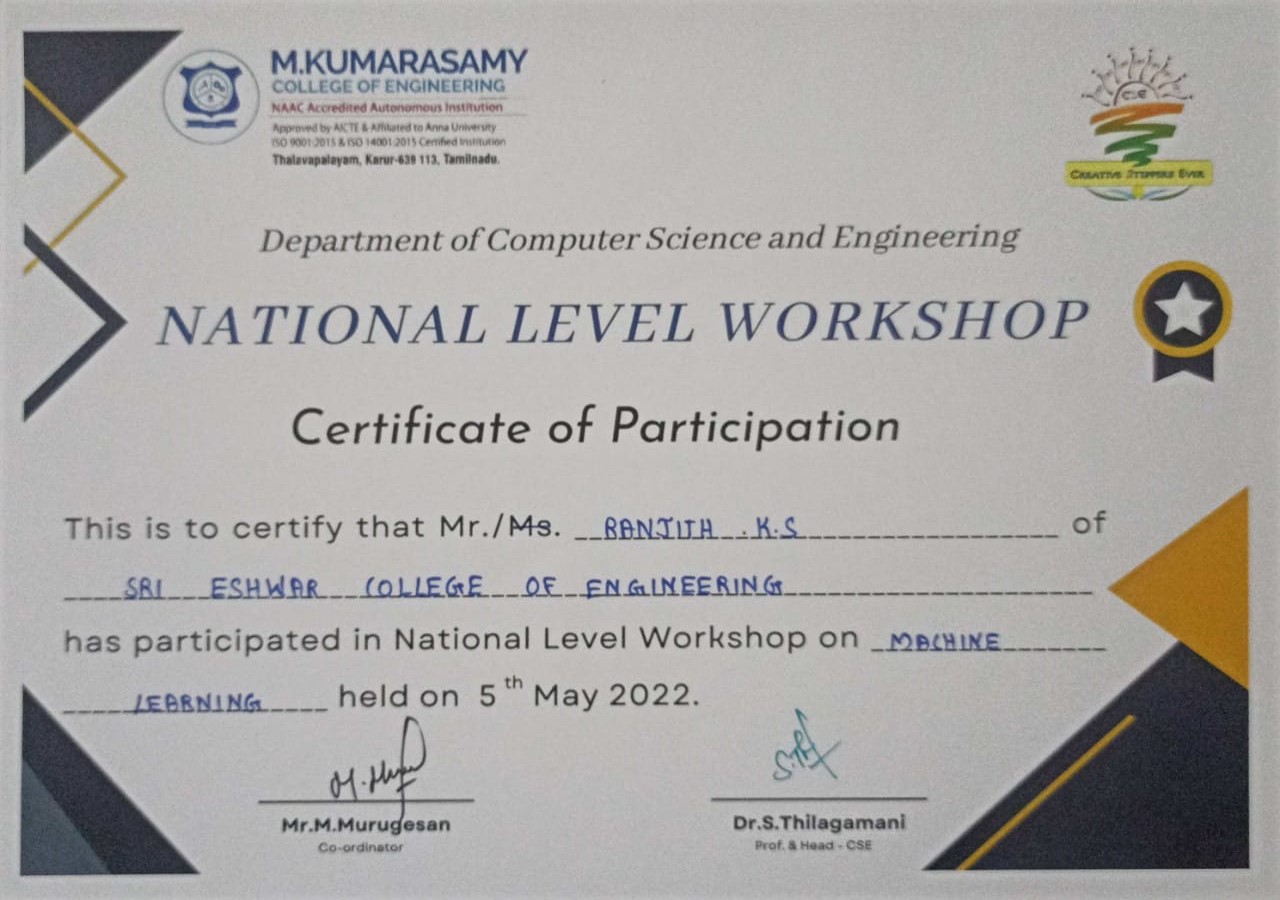 M.KUMARASAMY
COLLEGE OF ENGINEERING
NAAC Accredited Autonomous Institution
Approved by AICTE & Affiliated to Anna University
ISO 9001:2015 & ISO 14001:2015 Certified Institution
Thalavapalayam, Karur-639 113, Tamilnadu.
CSE
CREATIVE STEPPERS EVER
Department of Computer Science and Engineering
NATIONAL LEVEL WORKSHOP
Certificate of Participation
This is to certify that Mr./Ms. RANJITH .K.S of
SRI ESHWAR COLLEGE OF ENGINEERING
has participated in National Level Workshop on MACHINE
LEARNING held on 5th May 2022.
Mr.M.Murugesan
Co-ordinator
Dr.S.Thilagamani
Prof. & Head - CSE